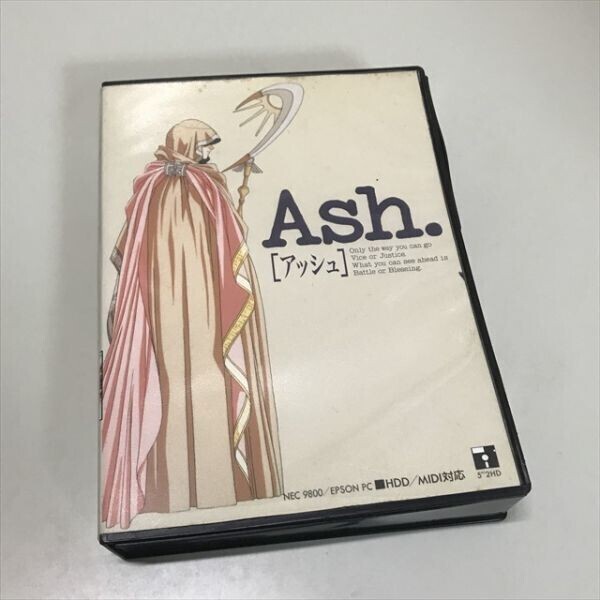 Ash.
[アッシュ]
Only the way you can go
Vice or Justice.
What you can see ahead is
Battle or Blessing.
NEC 9800/EPSON PC ■HDD/MIDI対応
5"2HD